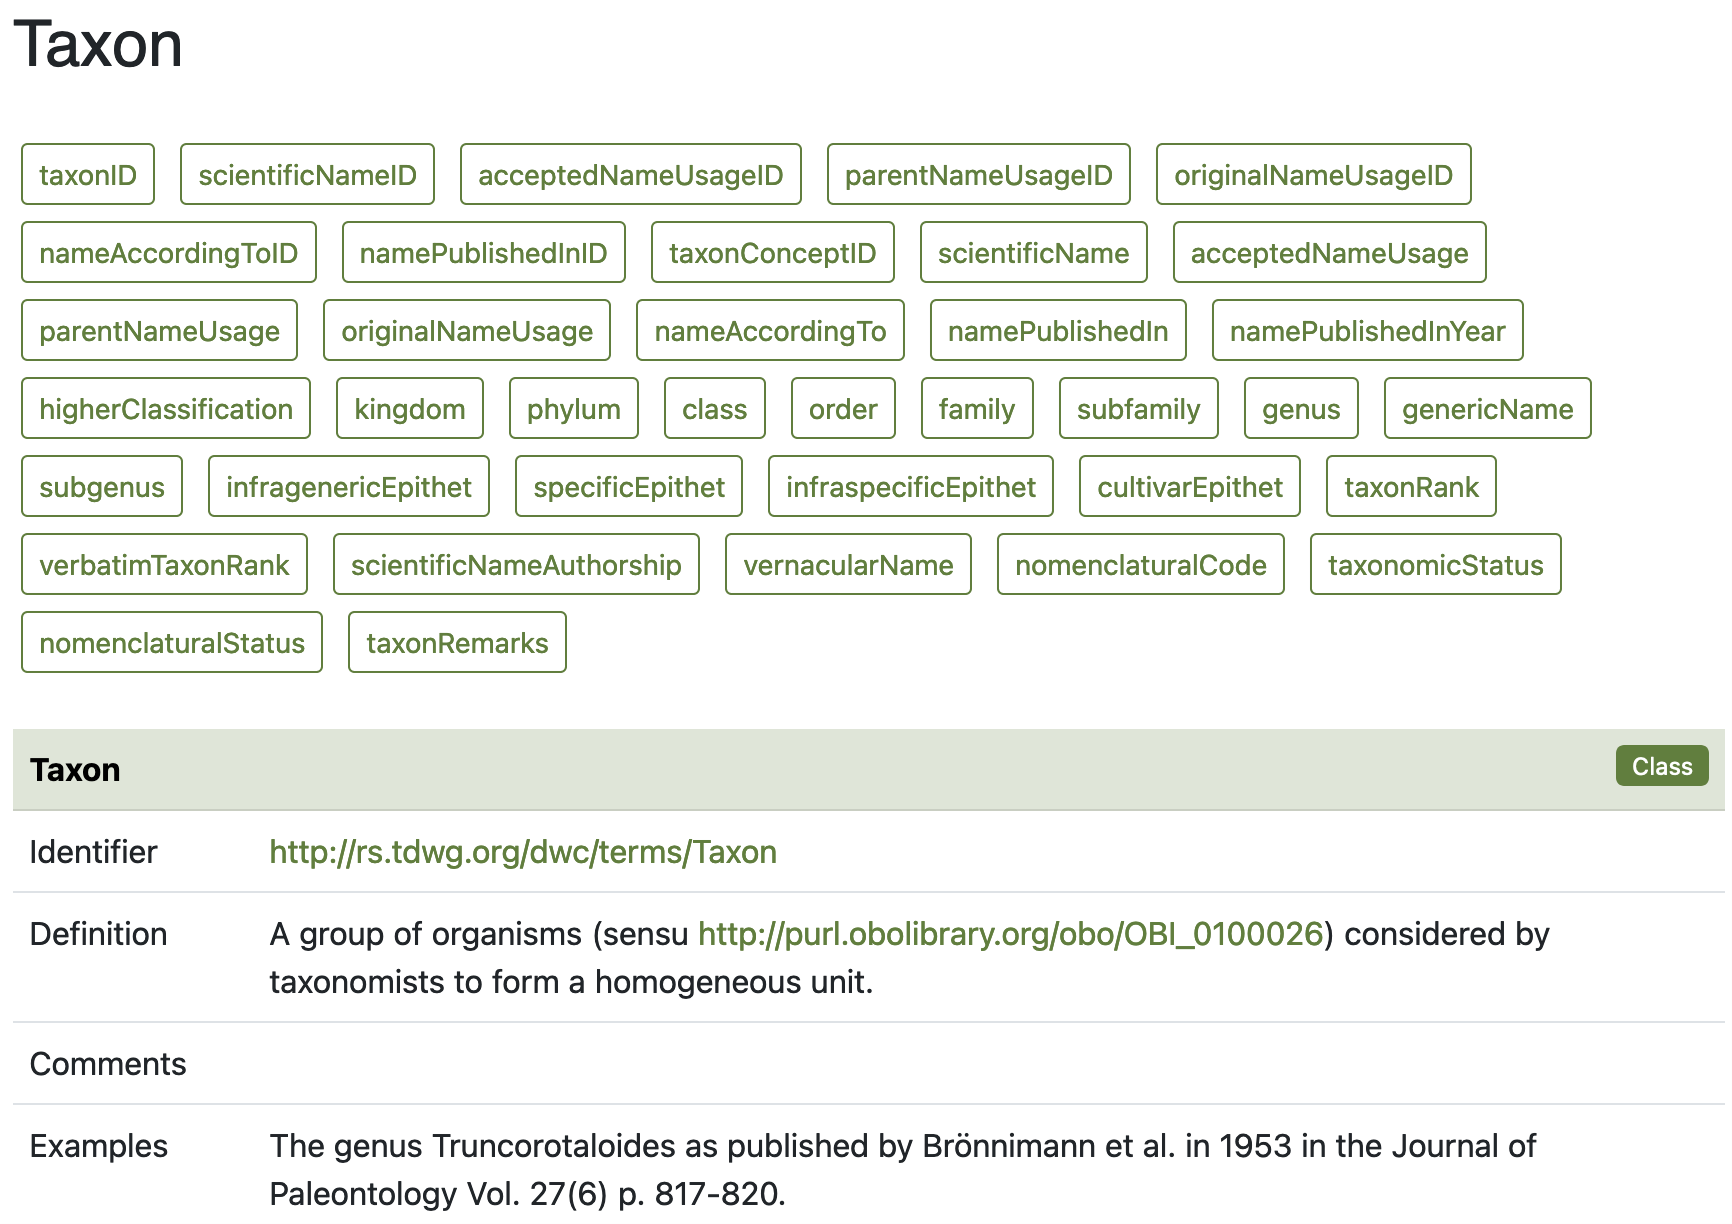 Taxon
taxonID scientificNameID acceptedNameUsageID parentNameUsageID originalNameUsageID
nameAccordingToID namePublishedInID taxonConceptID scientificName acceptedNameUsage
parentNameUsage originalNameUsage nameAccordingTo namePublishedIn namePublishedInYear
higherClassification kingdom phylum class order family subfamily genus genericName
subgenus infragenericEpithet specificEpithet infraspecificEpithet cultivarEpithet taxonRank
verbatimTaxonRank scientificNameAuthorship vernacularName nomenclaturalCode taxonomicStatus
nomenclaturalStatus taxonRemarks
Taxon Class
Identifier http://rs.tdwg.org/dwc/terms/Taxon
Definition A group of organisms (sensu http://purl.obolibrary.org/obo/OBI_0100026) considered by
taxonomists to form a homogeneous unit.
Comments
Examples The genus Truncorotaloides as published by Brönnimann et al. in 1953 in the Journal of
Paleontology Vol. 27(6) p. 817-820.